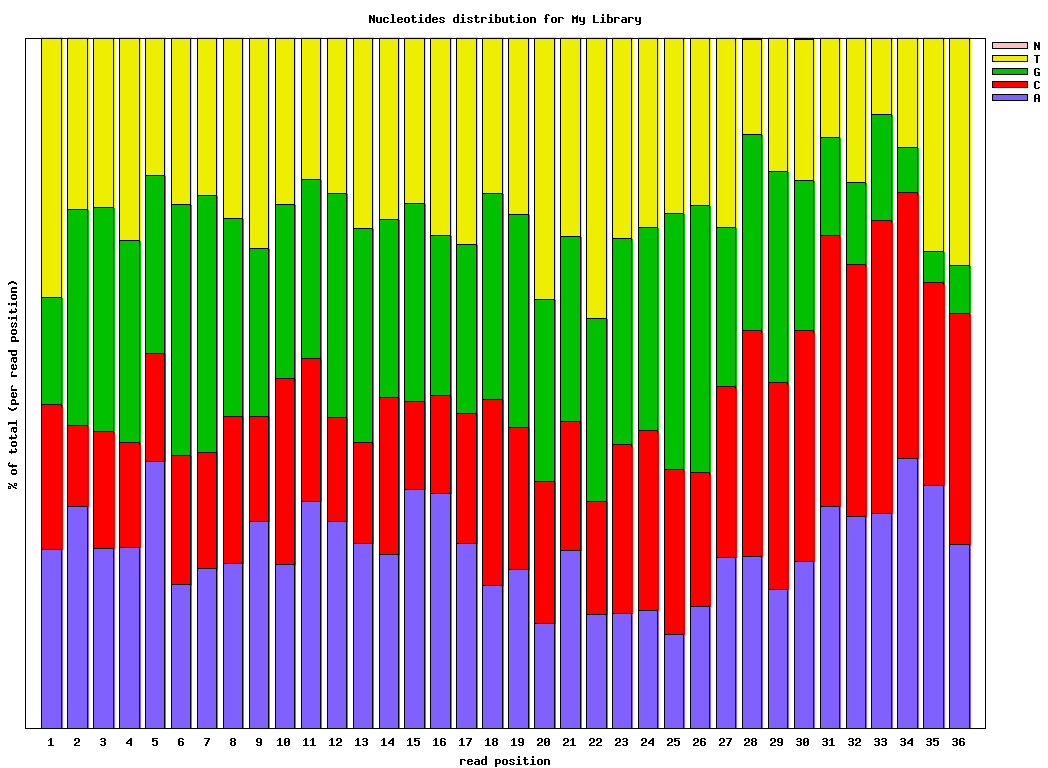 Nucleotides distribution for My Library
N
T
G
C
A
% of total (per read position)
1 2 3 4 5 6 7 8 9 10 11 12 13 14 15 16 17 18 19 20 21 22 23 24 25 26 27 28 29 30 31 32 33 34 35 36
read position